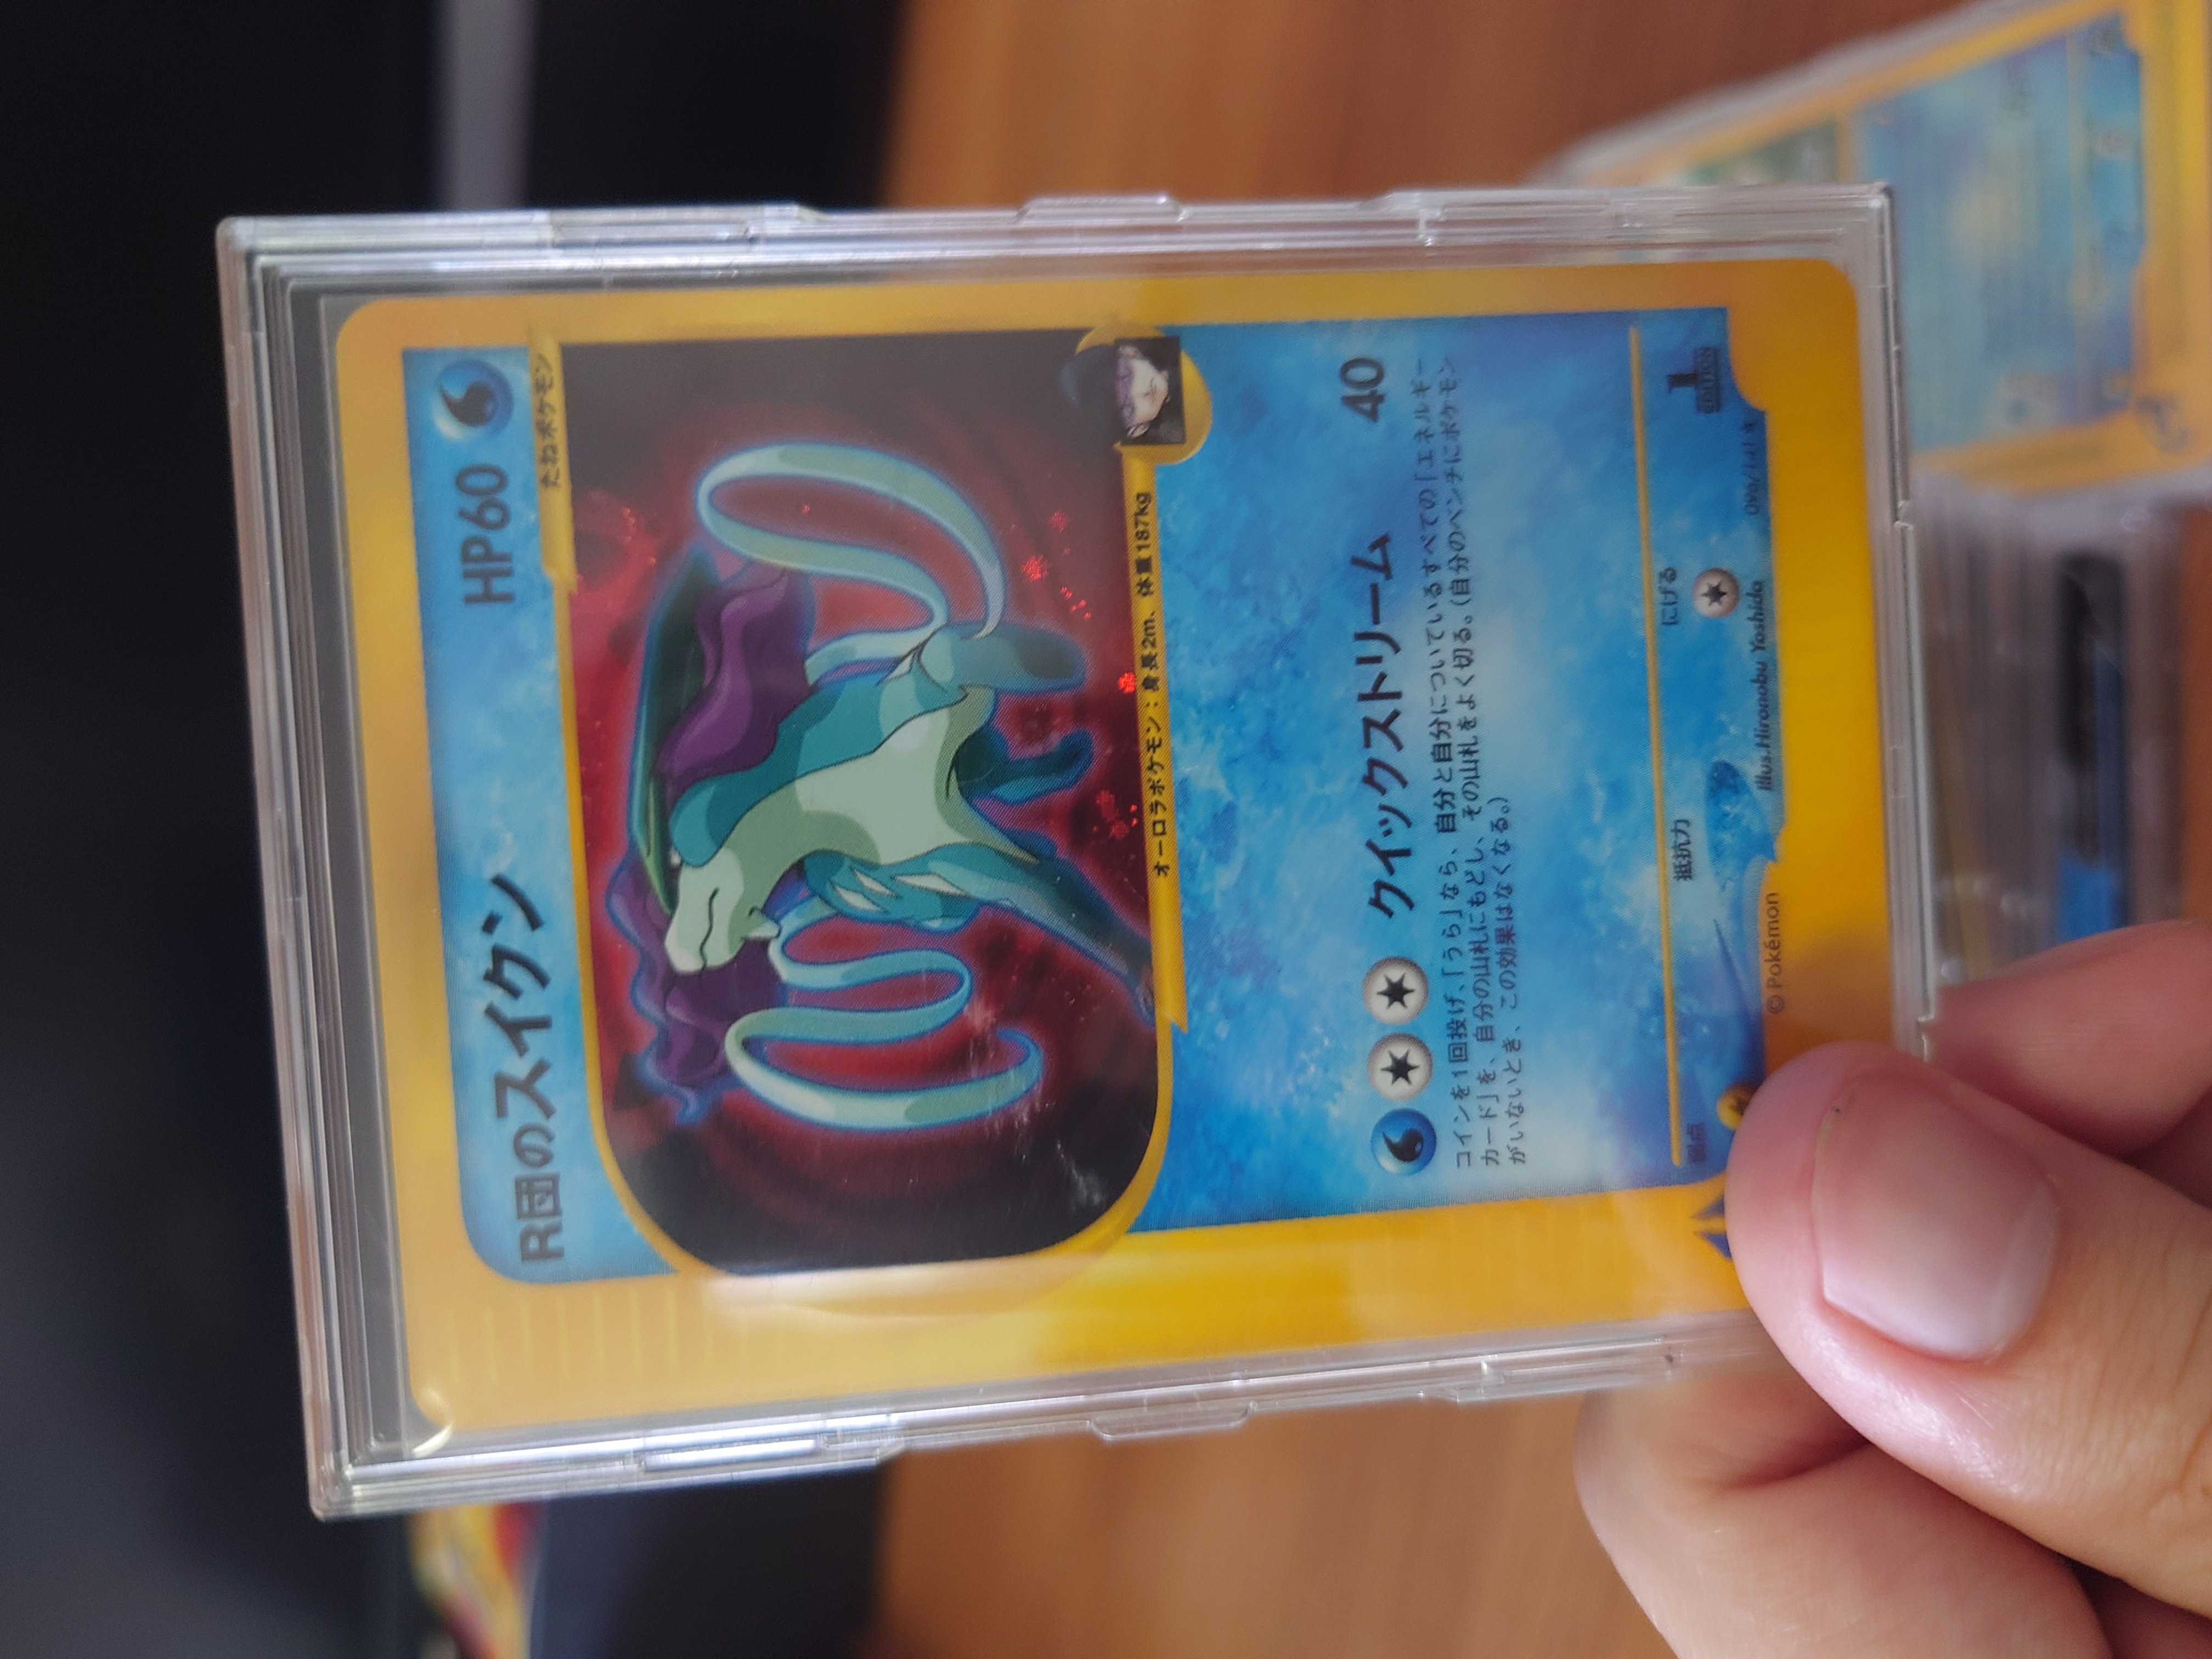 R団のスイクン HP60
たねポケモン
オーロラポケモン：身長2m、体重187kg
クイックストリーム 40
コインを1回投げ、「うら」なら、自分と自分についているすべての「エネルギー
カード」を、自分の山札にもどし、その山札をよく切る。(自分のベンチにポケモン
がいないとき、この効果はなくなる。)
弱点 抵抗力 にげる
1
EDITION
© Pokémon Illus.Hironobu Yoshida 096/141★